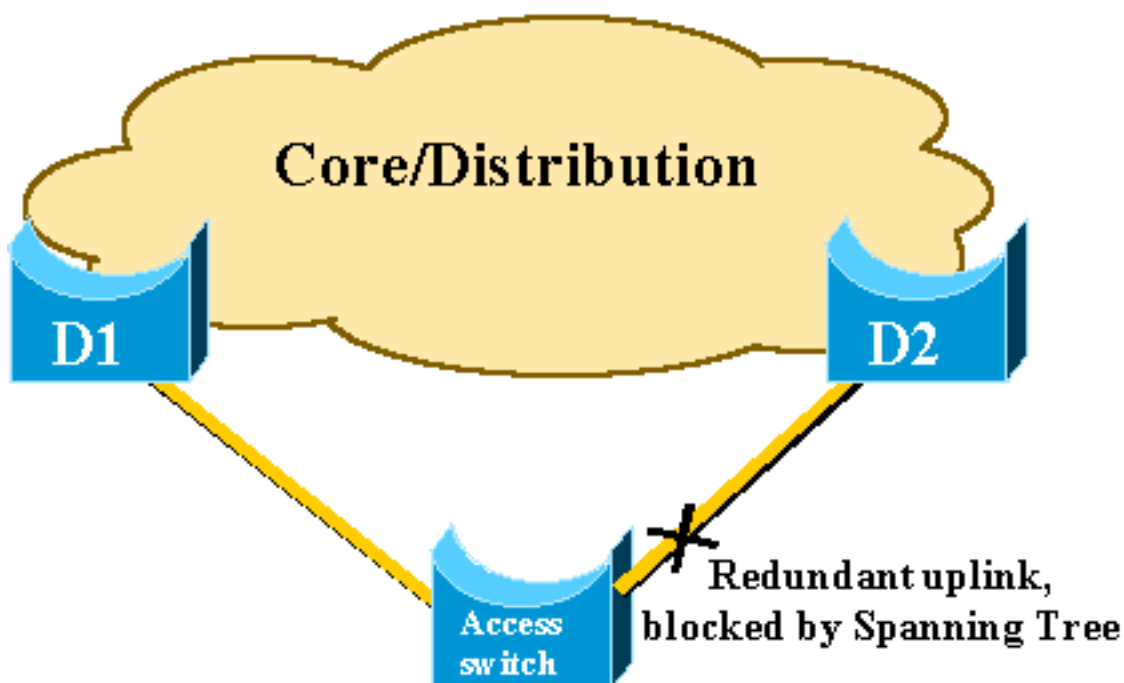 Core/Distribution
D1
D2
Access
switch
Redundant uplink,
blocked by Spanning Tree